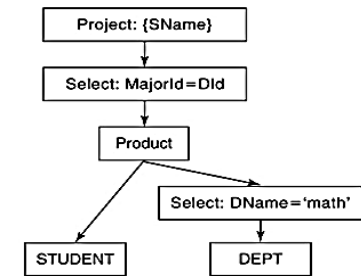 Project: {SName}
Select: MajorId=DId
Product
Select: DName=‘math’
STUDENT
DEPT